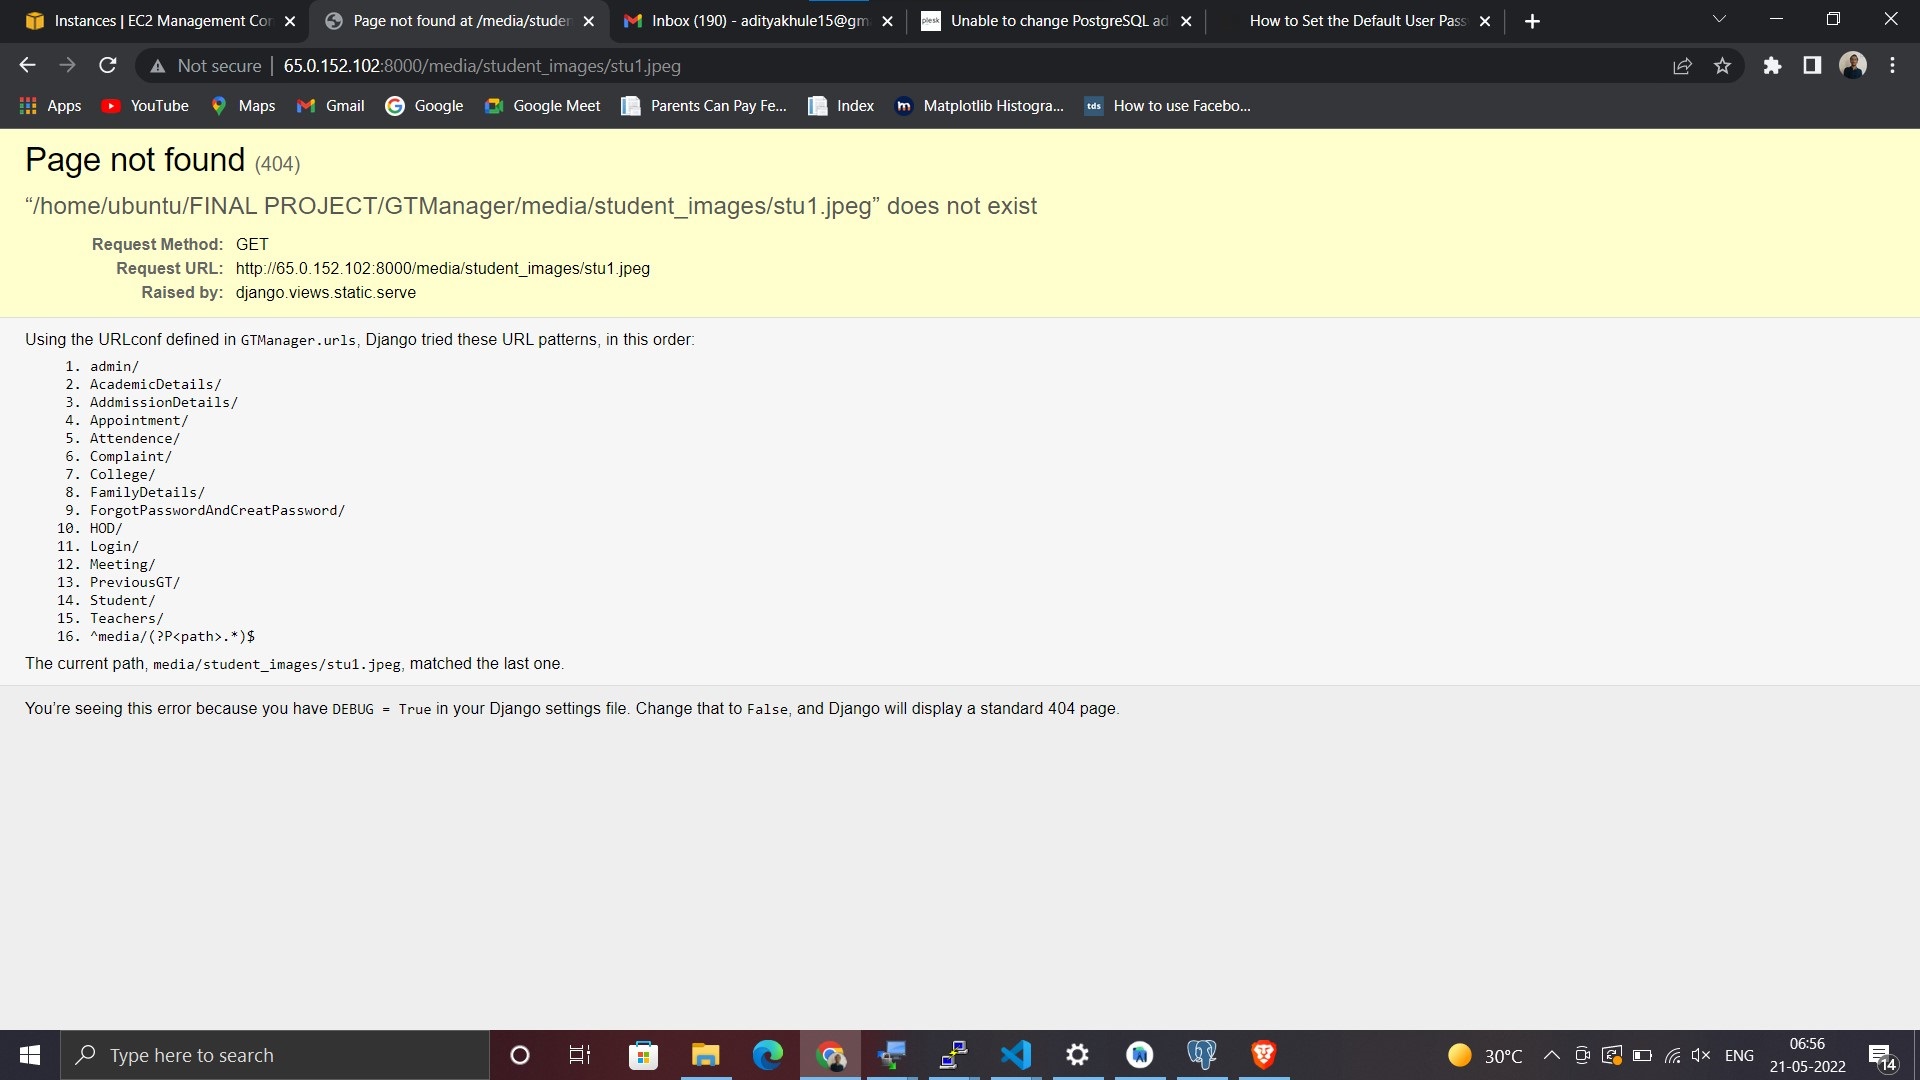 Instances | EC2 Management Con
Page not found at /media/studen
Inbox (190) - adityakhule15@gm
plesk Unable to change PostgreSQL ad
How to Set the Default User Pass
Not secure | 65.0.152.102:8000/media/student_images/stu1.jpeg
Apps YouTube Maps Gmail Google Google Meet Parents Can Pay Fe... Index m Matplotlib Histogra... tds How to use Facebo...
Page not found (404)
“/home/ubuntu/FINAL PROJECT/GTManager/media/student_images/stu1.jpeg” does not exist
Request Method: GET
Request URL: http://65.0.152.102:8000/media/student_images/stu1.jpeg
Raised by: django.views.static.serve
Using the URLconf defined in GTManager.urls, Django tried these URL patterns, in this order:
1. admin/
2. AcademicDetails/
3. AddmissionDetails/
4. Appointment/
5. Attendence/
6. Complaint/
7. College/
8. FamilyDetails/
9. ForgotPasswordAndCreatPassword/
10. HOD/
11. Login/
12. Meeting/
13. PreviousGT/
14. Student/
15. Teachers/
16. ^media/(?P<path>.*)$
The current path, media/student_images/stu1.jpeg, matched the last one.
You’re seeing this error because you have DEBUG = True in your Django settings file. Change that to False, and Django will display a standard 404 page.
Type here to search
30°C
ENG
06:56
21-05-2022
14